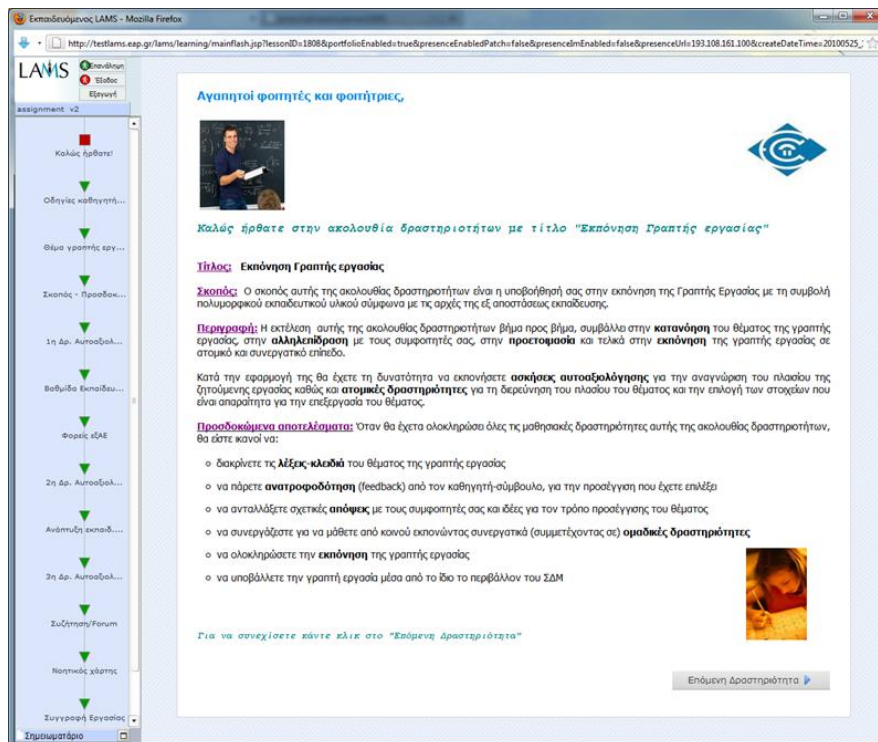 Εκπαιδευόμενος LAMS - Mozilla Firefox
http://testlams.eap.gr/lams/learning/mainflash.jsp?lessonID=1808&portfolioEnabled=true&presenceEnabledPatch=false&presenceImEnabled=false&presenceUrl=193.108.161.100&createDateTime=20100525_
LAMS
Επανάληψη
Έξοδος
Εξαγωγή
assignment v2
Καλώς ήρθατε!
Οδηγίες καθηγητή...
Θέμα γραπτής εργ...
Σκοπός - Προσδοκ...
1η Δρ. Αυτοαξιολ...
Βαθμίδα Εκπαίδευ...
Φορείς εξΑΕ
2η Δρ. Αυτοαξιολ...
Ανάπτυξη εκπαιδ....
3η Δρ. Αυτοαξιολ...
Συζήτηση/Forum
Νοητικός χάρτης
Συγγραφή Εργασίας
Σημειωματάριο
Αγαπητοί φοιτητές και φοιτήτριες,
Καλώς ήρθατε στην ακολουθία δραστηριοτήτων με τίτλο "Εκπόνηση Γραπτής εργασίας"
Τίτλος: Εκπόνηση Γραπτής εργασίας
Σκοπός: Ο σκοπός αυτής της ακολουθίας δραστηριοτήτων είναι η υποβοήθησή σας στην εκπόνηση της Γραπτής Εργασίας με τη συμβολή
πολυμορφικού εκπαιδευτικού υλικού σύμφωνα με τις αρχές της εξ αποστάσεως εκπαίδευσης.
Περιγραφή: Η εκτέλεση αυτής της ακολουθίας δραστηριοτήτων βήμα προς βήμα, συμβάλλει στην κατανόηση του θέματος της γραπτής
εργασίας, στην αλληλεπίδραση με τους συμφοιτητές σας, στην προετοιμασία και τελικά στην εκπόνηση της γραπτής εργασίας σε
ατομικό και συνεργατικό επίπεδο.
Κατά την εφαρμογή της θα έχετε τη δυνατότητα να εκπονήσετε ασκήσεις αυτοαξιολόγησης για την αναγνώριση του πλαισίου της
ζητούμενης εργασίας καθώς και ατομικές δραστηριότητες για τη διερεύνηση του πλασίου του θέματος και την επιλογή των στοιχείων που
είναι απαραίτητα για την επεξεργασία του θέματος.
Προσδοκώμενα αποτελέσματα: Όταν θα έχετα ολοκληρώσει όλες τις μαθησιακές δραστηριότητες αυτής της ακολουθίας δραστηριοτήτων,
θα είστε ικανοί να:
διακρίνετε τις λέξεις-κλειδιά του θέματος της γραπτής εργασίας
να πάρετε ανατροφοδότηση (feedback) από τον καθηγητή-σύμβουλο, για την προσέγγιση που έχετε επιλέξει
να ανταλλάξετε σχετικές απόψεις με τους συμφοιτητές σας και ιδέες για τον τρόπο προσέγγισης του θέματος
να συνεργάζεστε για να μάθετε από κοινού εκπονώντας συνεργατικά (συμμετέχοντας σε) ομαδικές δραστηριότητες
να ολοκληρώσετε την εκπόνηση της γραπτής εργασίας
να υποβάλλετε την γραπτή εργασία μέσα από το ίδιο το περιβάλλον του ΣΔΜ
Για να συνεχίσετε κάντε κλικ στο "Επόμενη Δραστηριότητα"
Επόμενη Δραστηριότητα